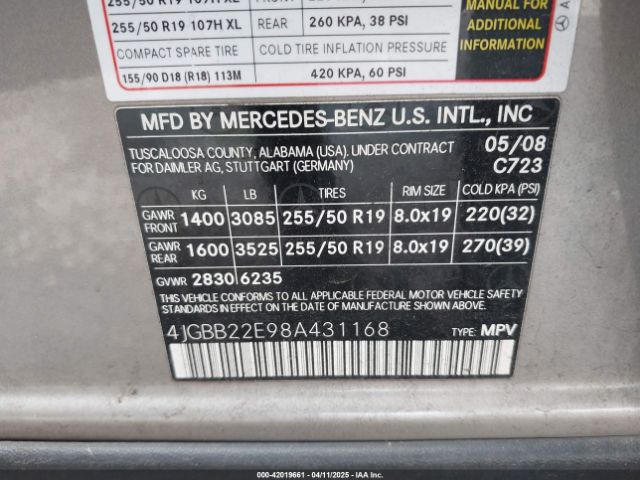 255/50 R19 107H XL REAR 260 KPA, 38 PSI
COMPACT SPARE TIRE COLD TIRE INFLATION PRESSURE
155/90 D18 (R18) 113M 420 KPA, 60 PSI
MANUAL FOR
ADDITIONAL
INFORMATION
MFD BY MERCEDES-BENZ U.S. INTL., INC
TUSCALOOSA COUNTY, ALABAMA (USA). UNDER CONTRACT 05/08
FOR DAIMLER AG, STUTTGART (GERMANY) C723
KG LB TIRES RIM SIZE COLD KPA (PSI)
GAWR FRONT 1400 3085 255/50 R19 8.0x19 220(32)
GAWR REAR 1600 3525 255/50 R19 8.0x19 270(39)
GVWR 2830 6235
THIS VEHICLE CONFORMS TO ALL APPLICABLE FEDERAL MOTOR VEHICLE SAFETY
STANDARDS IN EFFECT ON THE DATE OF MANUFACTURE SHOWN ABOVE.
4JGBB22E98A431168 TYPE: MPV
000-42019661 - 04/11/2025 - IAAI.COM